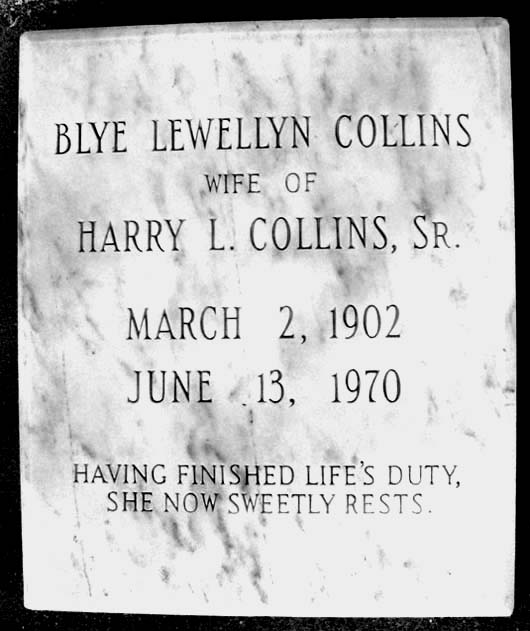 BLYE LEWELLYN COLLINS
WIFE OF
HARRY L. COLLINS, SR.
MARCH 2, 1902
JUNE 13, 1970
HAVING FINISHED LIFE'S DUTY,
SHE NOW SWEETLY RESTS.